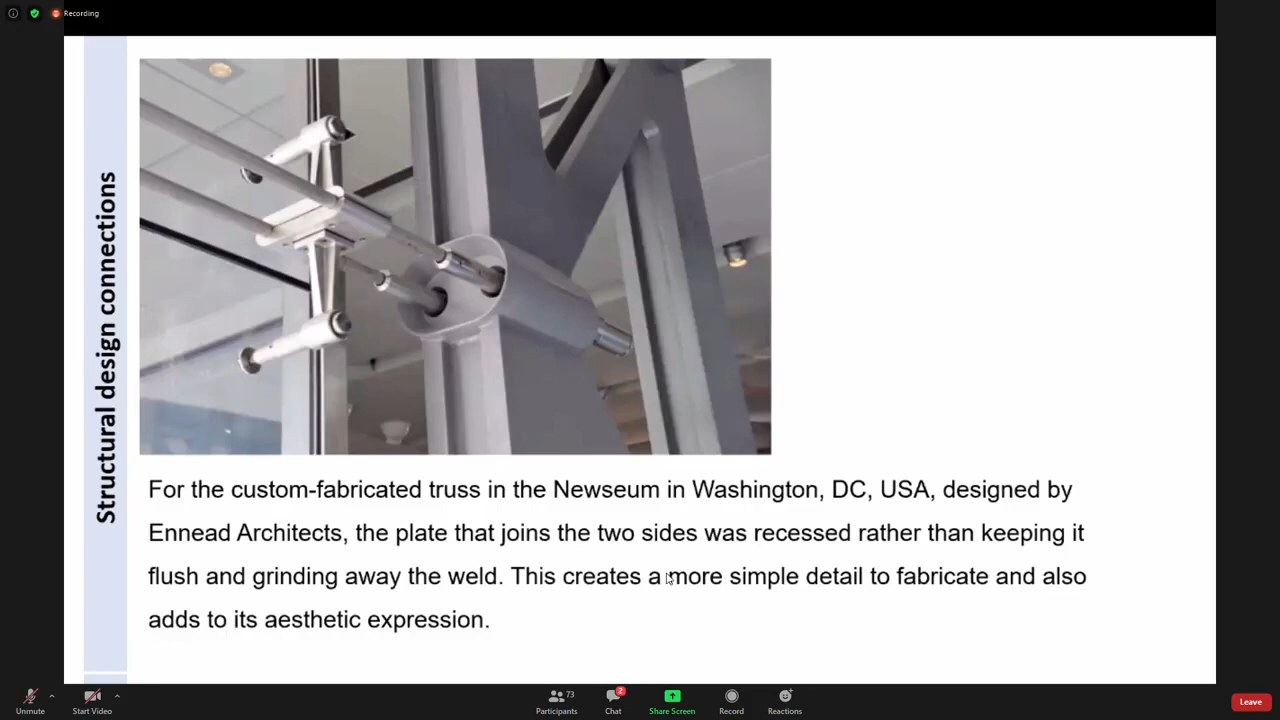 Recording
Structural design connections
For the custom-fabricated truss in the Newseum in Washington, DC, USA, designed by
Ennead Architects, the plate that joins the two sides was recessed rather than keeping it
flush and grinding away the weld. This creates a more simple detail to fabricate and also
adds to its aesthetic expression.
Unmute
Start Video
73
Participants
2
Chat
Share Screen
Record
Reactions
Leave